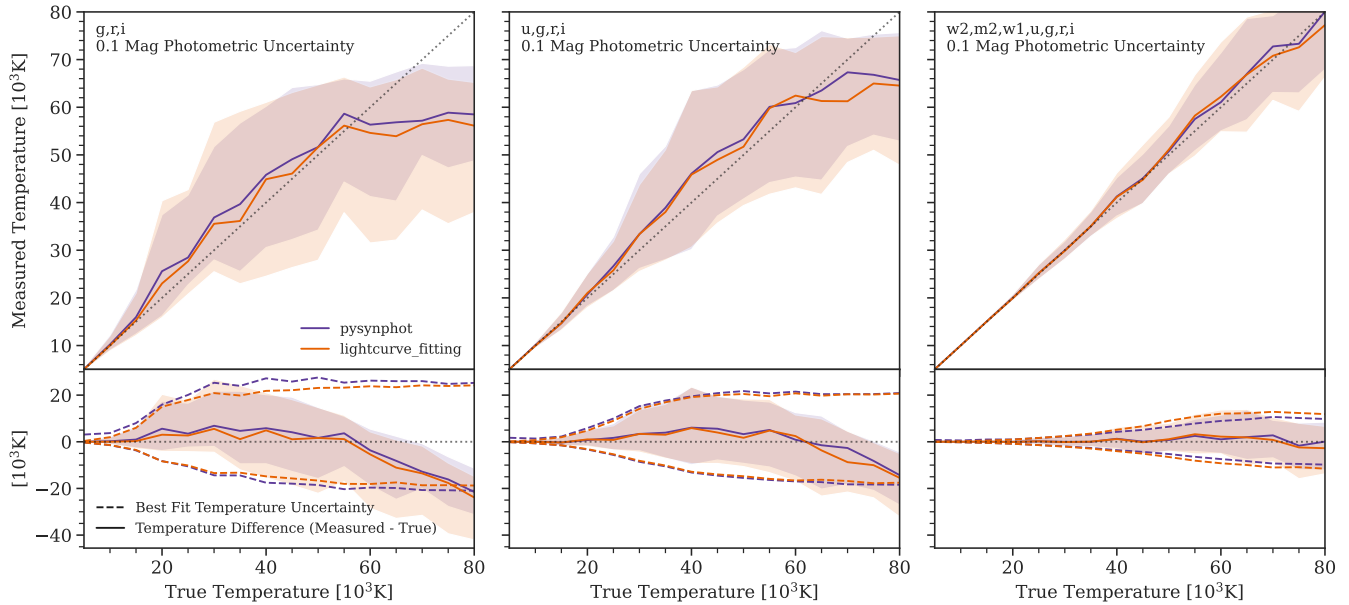 g,r,i
0.1 Mag Photometric Uncertainty
u,g,r,i
0.1 Mag Photometric Uncertainty
w2,m2,w1,u,g,r,i
0.1 Mag Photometric Uncertainty
Measured Temperature [10³K]
80
70
60
50
40
30
20
10
pysynphot
lightcurve_fitting
[10³K]
20
0
−20
−40
Best Fit Temperature Uncertainty
Temperature Difference (Measured - True)
20
40
60
80
20
40
60
80
20
40
60
80
True Temperature [10³K]
True Temperature [10³K]
True Temperature [10³K]